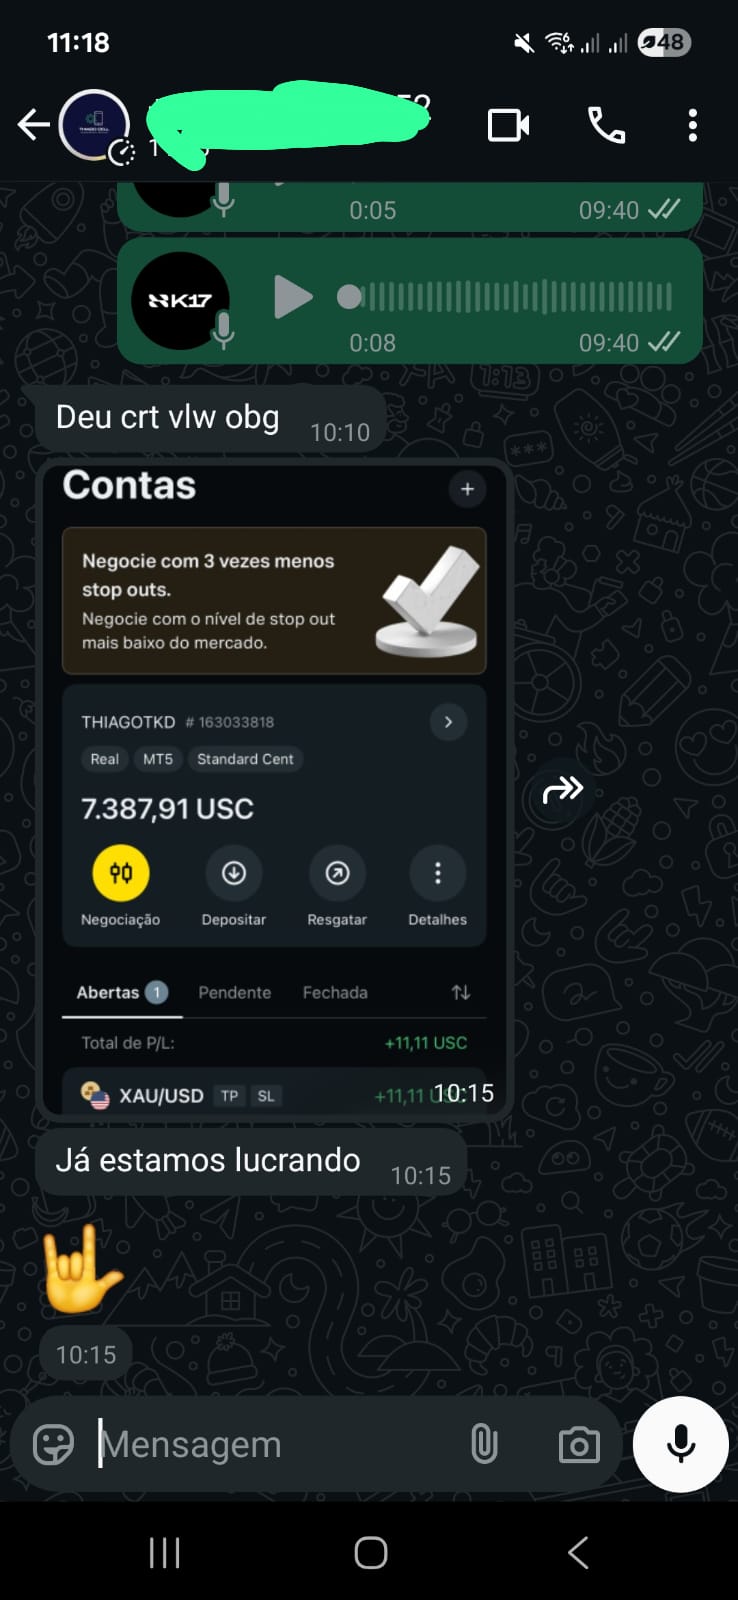 11:18
48
THIAGO CELL
0:05
09:40
K17
0:08
09:40
Deu crt vlw obg
10:10
Contas
+
Negocie com 3 vezes menos
stop outs.
Negocie com o nível de stop out
mais baixo do mercado.
THIAGOTKD # 163033818
Real MT5 Standard Cent
7.387,91 USC
Negociação Depositar Resgatar Detalhes
Abertas 1 Pendente Fechada
Total de P/L: +11,11 USC
XAU/USD TP SL +11,11
10:15
Já estamos lucrando
10:15
10:15
Mensagem